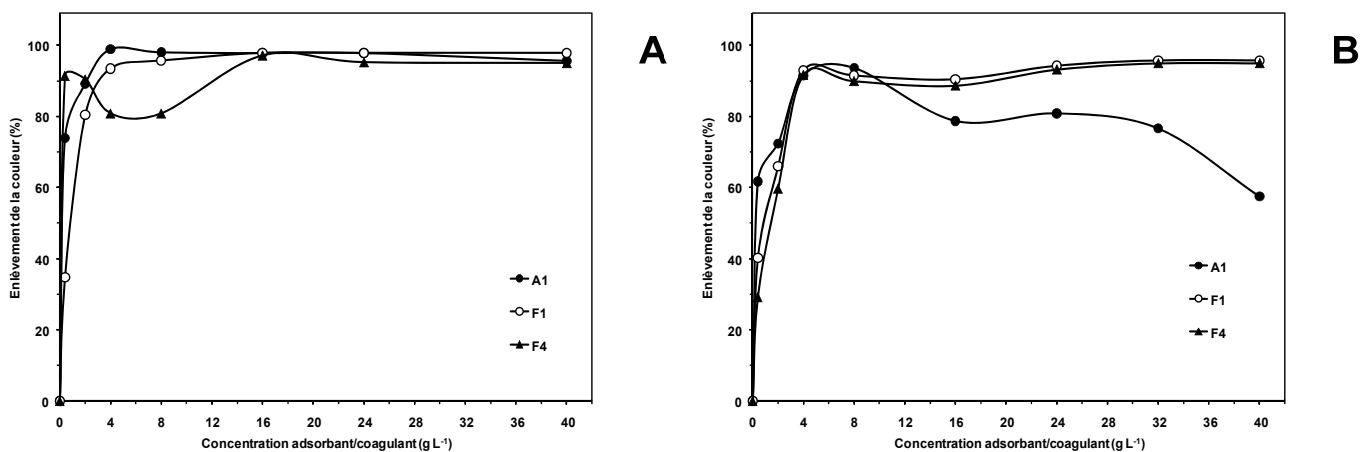 A
Enlèvement de la couleur (%)
100
80
60
40
20
0
A1
F1
F4
0 2 4 8 12 16 20 24 28 32 36 40
Concentration adsorbant/coagulant (g L-1)
B
Enlèvement de la couleur (%)
100
80
60
40
20
0
A1
F1
F4
0 4 8 12 16 20 24 28 32 36 40
Concentration adsorbant/coagulant (g L-1)